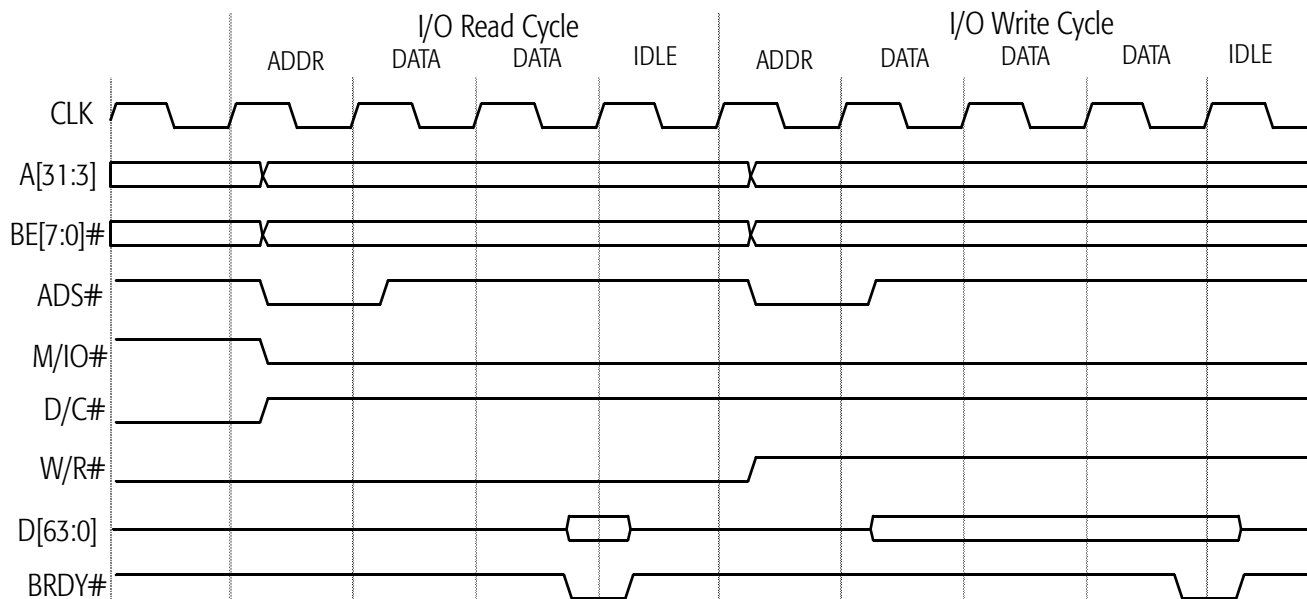 I/O Read Cycle I/O Write Cycle
ADDR DATA DATA IDLE ADDR DATA DATA DATA IDLE
CLK
A[31:3]
BE[7:0]#
ADS#
M/IO#
D/C#
W/R#
D[63:0]
BRDY#